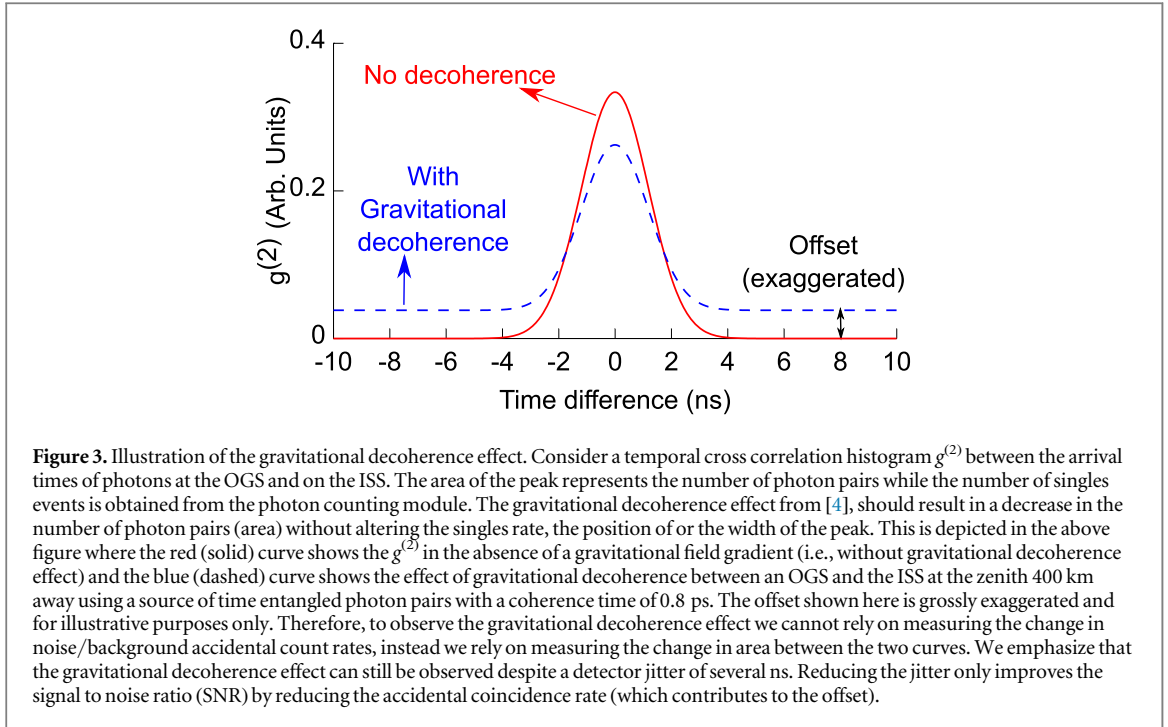 0.4
No decoherence
g(2) (Arb. Units)
0.2
With
Gravitational
decoherence
Offset
(exaggerated)
0
-10 -8 -6 -4 -2 0 2 4 6 8 10
Time difference (ns)
Figure 3. Illustration of the gravitational decoherence effect. Consider a temporal cross correlation histogram g(2) between the arrival
times of photons at the OGS and on the ISS. The area of the peak represents the number of photon pairs while the number of singles
events is obtained from the photon counting module. The gravitational decoherence effect from [4], should result in a decrease in the
number of photon pairs (area) without altering the singles rate, the position of or the width of the peak. This is depicted in the above
figure where the red (solid) curve shows the g(2) in the absence of a gravitational field gradient (i.e., without gravitational decoherence
effect) and the blue (dashed) curve shows the effect of gravitational decoherence between an OGS and the ISS at the zenith 400 km
away using a source of time entangled photon pairs with a coherence time of 0.8 ps. The offset shown here is grossly exaggerated and
for illustrative purposes only. Therefore, to observe the gravitational decoherence effect we cannot rely on measuring the change in
noise/background accidental count rates, instead we rely on measuring the change in area between the two curves. We emphasize that
the gravitational decoherence effect can still be observed despite a detector jitter of several ns. Reducing the jitter only improves the
signal to noise ratio (SNR) by reducing the accidental coincidence rate (which contributes to the offset).